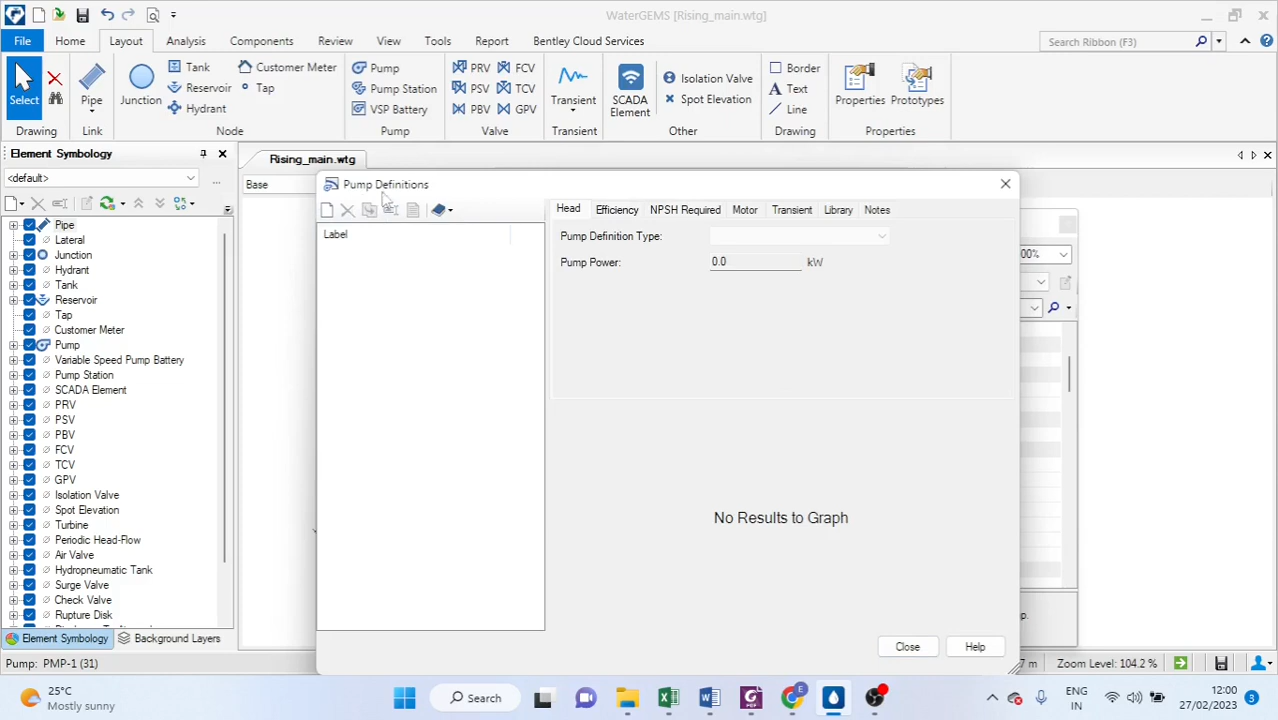 WaterGEMS [Rising_main.wtg]
File Home Layout Analysis Components Review View Tools Report Bentley Cloud Services
Search Ribbon (F3)
Select
Drawing
Pipe
Link
Junction
Tank
Reservoir
Hydrant
Customer Meter
Tap
Node
Pump
Pump Station
VSP Battery
Pump
PRV FCV
PSV TCV
PBV GPV
Valve
Transient
Transient
SCADA
Element
Isolation Valve
Spot Elevation
Other
Border
Text
Line
Drawing
Properties
Prototypes
Properties
Element Symbology
<default>
...
Pipe
Lateral
Junction
Hydrant
Tank
Reservoir
Tap
Customer Meter
Pump
Variable Speed Pump Battery
Pump Station
SCADA Element
PRV
PSV
PBV
FCV
TCV
GPV
Isolation Valve
Spot Elevation
Turbine
Periodic Head-Flow
Air Valve
Hydropneumatic Tank
Surge Valve
Check Valve
Rupture Disk
Element Symbology Background Layers
Rising_main.wtg
Base
Pump Definitions
Label
Head Efficiency NPSH Required Motor Transient Library Notes
Pump Definition Type:
Pump Power: 0.0 kW
No Results to Graph
Close Help
00%
p.
Pump: PMP-1 (31)
7 m Zoom Level: 104.2 %
25°C
Mostly sunny
Search
ENG
IN
12:00
27/02/2023
3